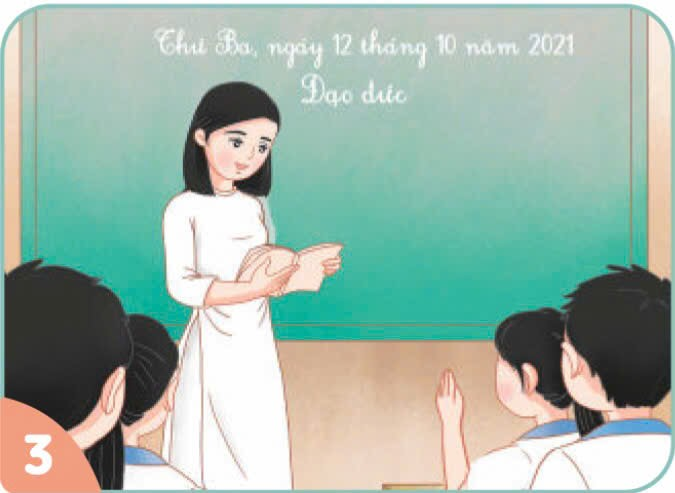 Thứ Ba, ngày 12 tháng 10 năm 2021
Đạo đức
3